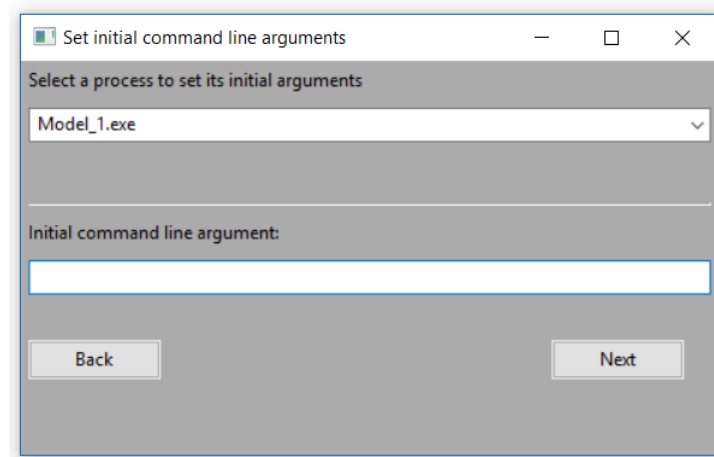 Set initial command line arguments
Select a process to set its initial arguments
Model_1.exe
Initial command line argument:
Back Next